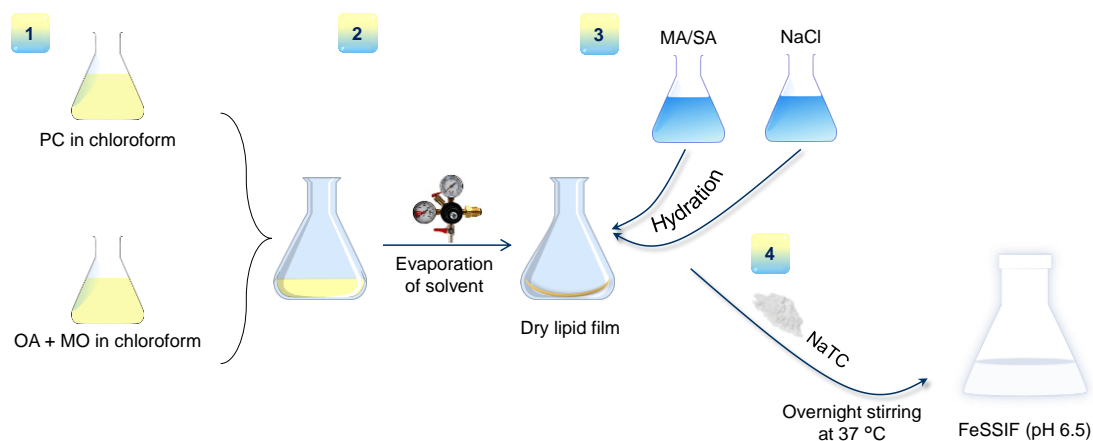 1
PC in chloroform
OA + MO in chloroform
2
Evaporation
of solvent
Dry lipid film
3
MA/SA
NaCl
Hydration
4
NaTC
Overnight stirring
at 37 ºC
FeSSIF (pH 6.5)